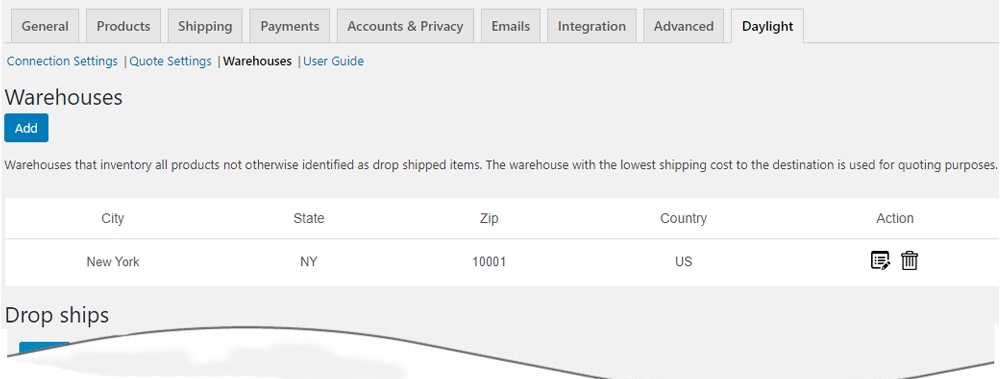 General Products Shipping Payments Accounts & Privacy Emails Integration Advanced Daylight
Connection Settings | Quote Settings | Warehouses | User Guide
Warehouses
Add
Warehouses that inventory all products not otherwise identified as drop shipped items. The warehouse with the lowest shipping cost to the destination is used for quoting purposes.
City State Zip Country Action
New York NY 10001 US
Drop ships